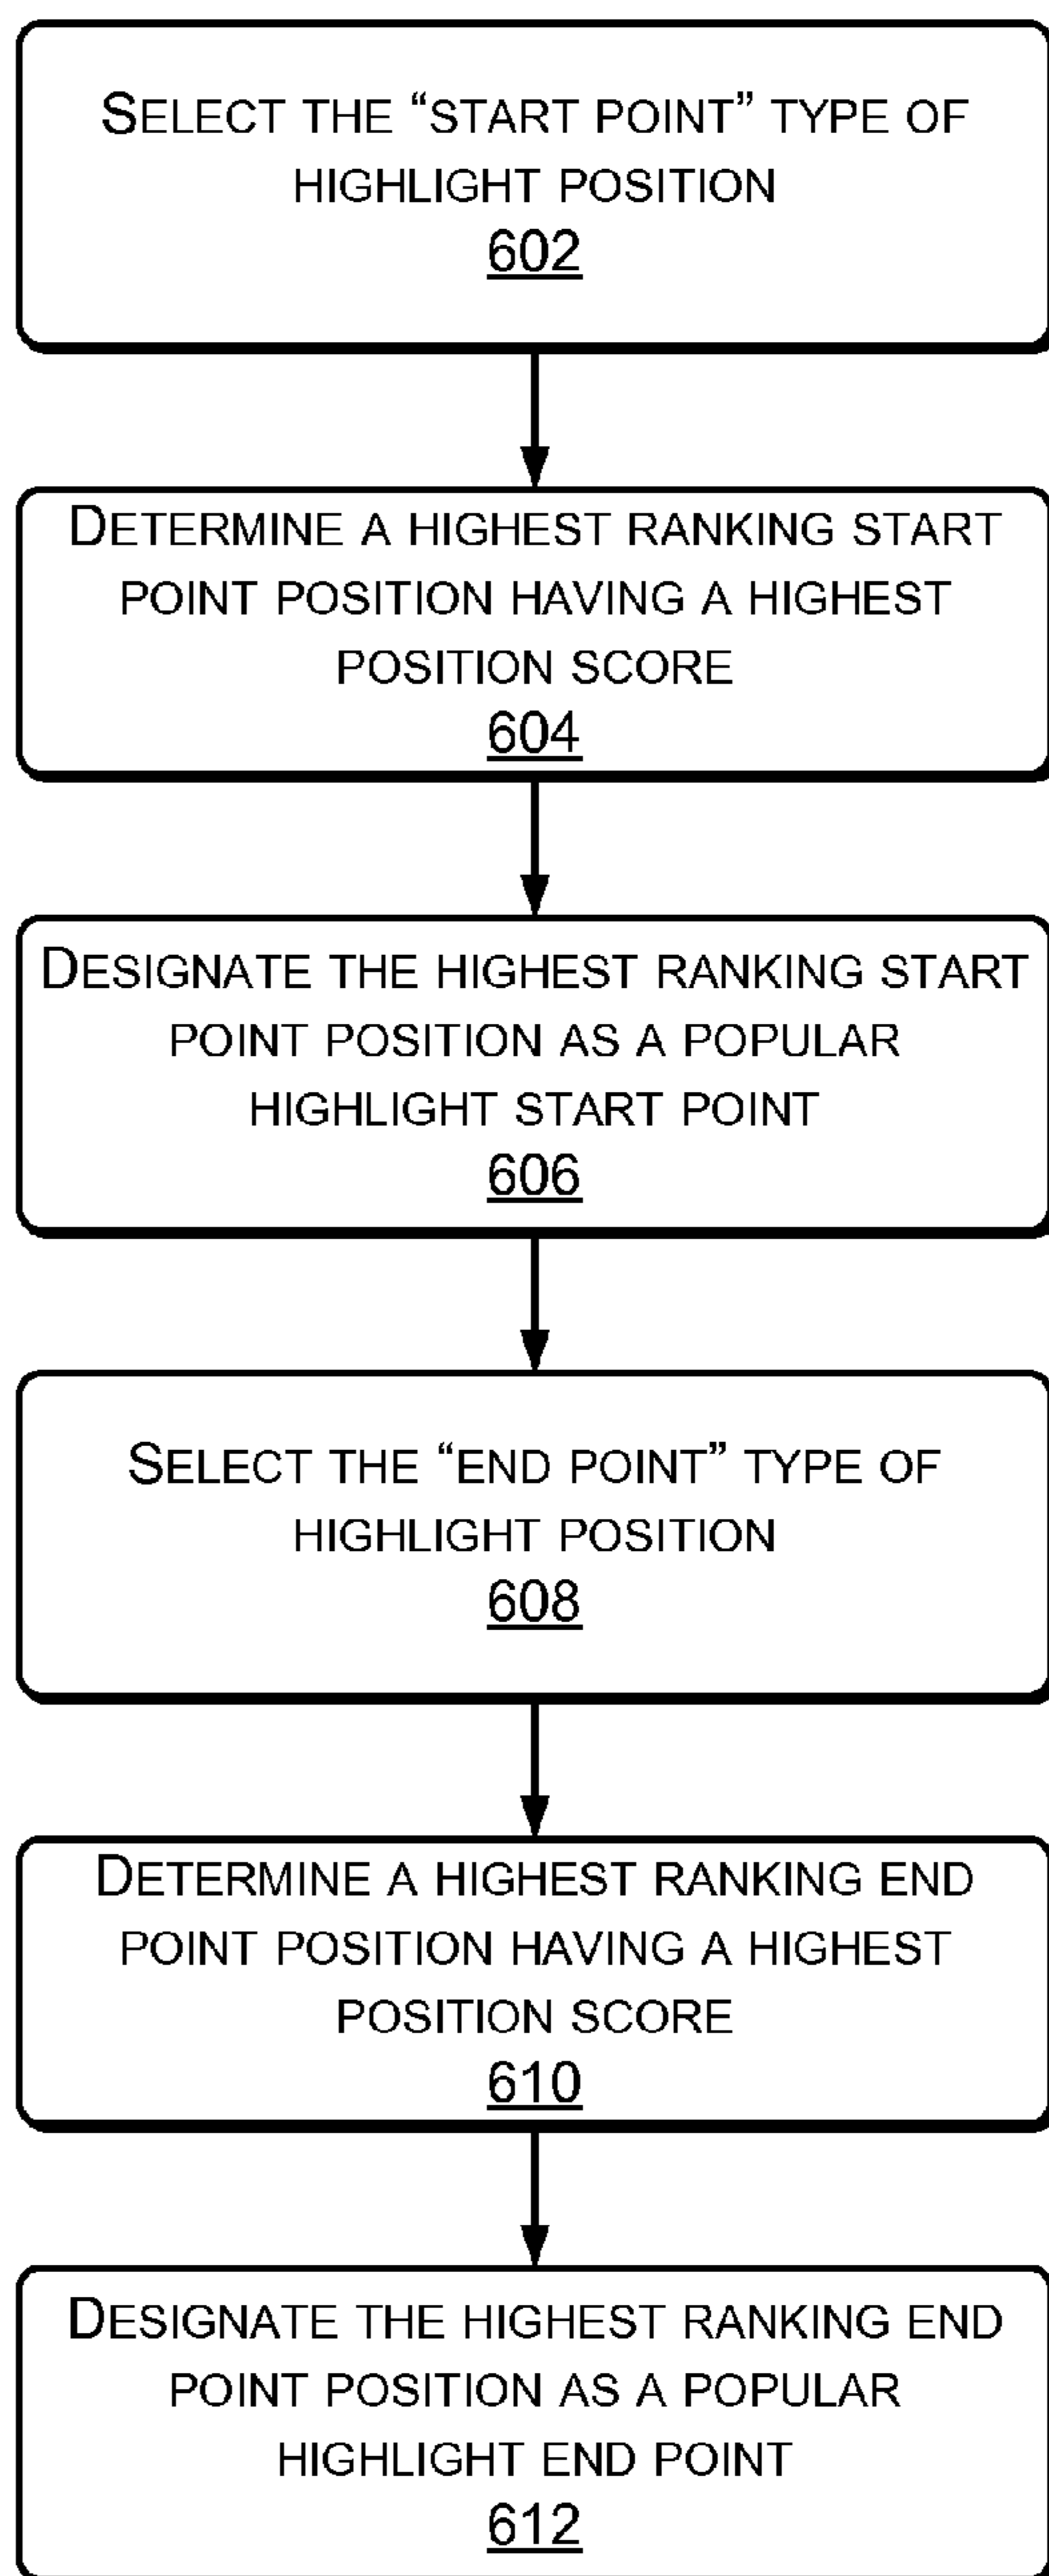 SELECT THE “START POINT” TYPE OF
HIGHLIGHT POSITION
602
DETERMINE A HIGHEST RANKING START
POINT POSITION HAVING A HIGHEST
POSITION SCORE
604
DESIGNATE THE HIGHEST RANKING START
POINT POSITION AS A POPULAR
HIGHLIGHT START POINT
606
SELECT THE “END POINT” TYPE OF
HIGHLIGHT POSITION
608
DETERMINE A HIGHEST RANKING END
POINT POSITION HAVING A HIGHEST
POSITION SCORE
610
DESIGNATE THE HIGHEST RANKING END
POINT POSITION AS A POPULAR
HIGHLIGHT END POINT
612